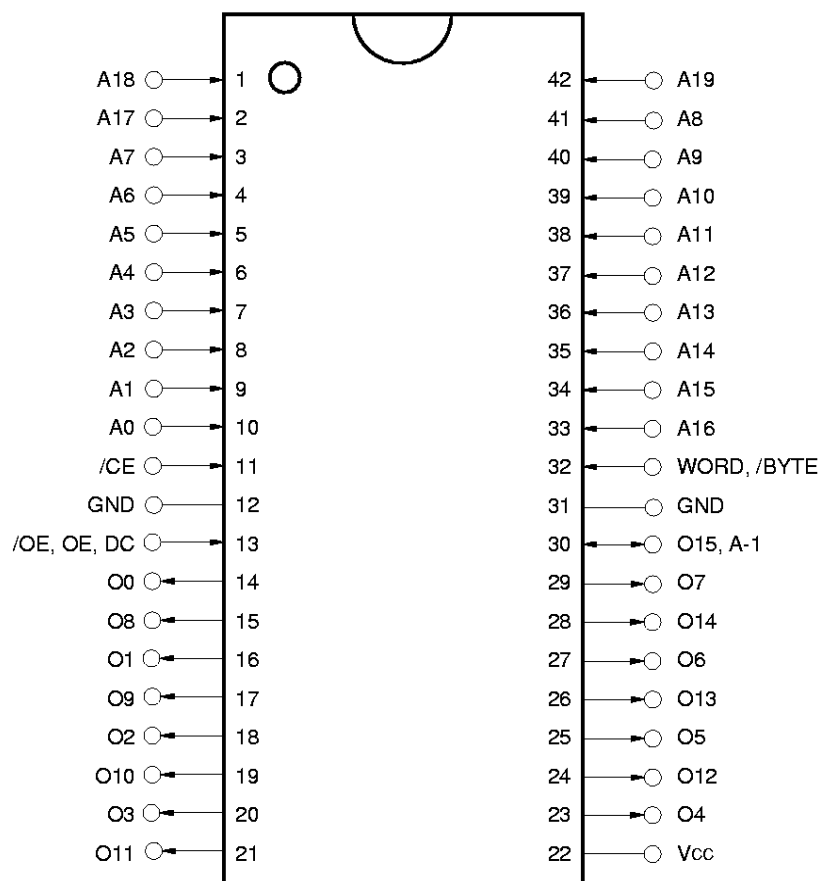 A18 1 42 A19
A17 2 41 A8
A7 3 40 A9
A6 4 39 A10
A5 5 38 A11
A4 6 37 A12
A3 7 36 A13
A2 8 35 A14
A1 9 34 A15
A0 10 33 A16
/CE 11 32 WORD, /BYTE
GND 12 31 GND
/OE, OE, DC 13 30 O15, A-1
O0 14 29 O7
O8 15 28 O14
O1 16 27 O6
O9 17 26 O13
O2 18 25 O5
O10 19 24 O12
O3 20 23 O4
O11 21 22 Vcc